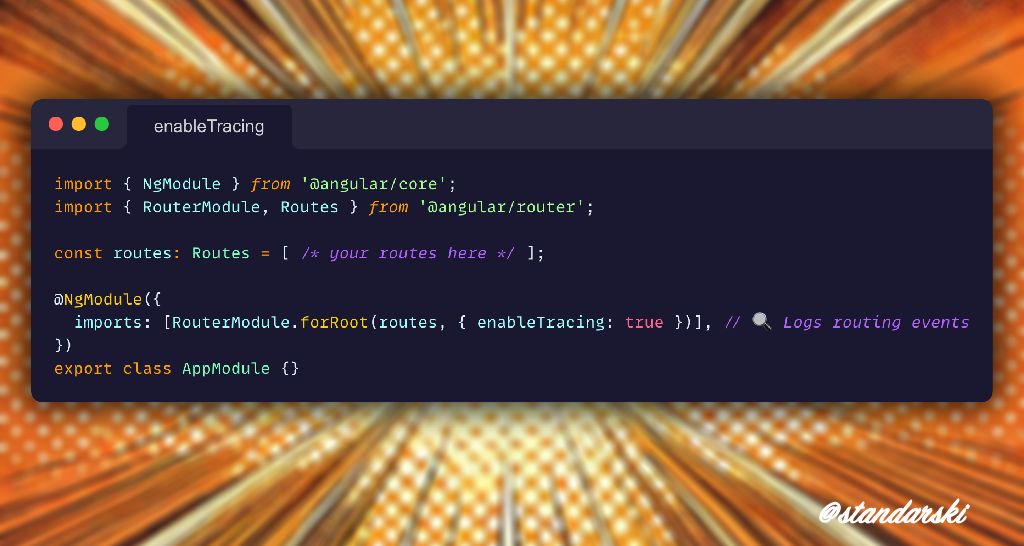 enableTracing
import { NgModule } from '@angular/core';
import { RouterModule, Routes } from '@angular/router';
const routes: Routes = [ /* your routes here */ ];
@NgModule({
  imports: [RouterModule.forRoot(routes, { enableTracing: true })], // 🔍 Logs routing events
})
export class AppModule {}
@standarski